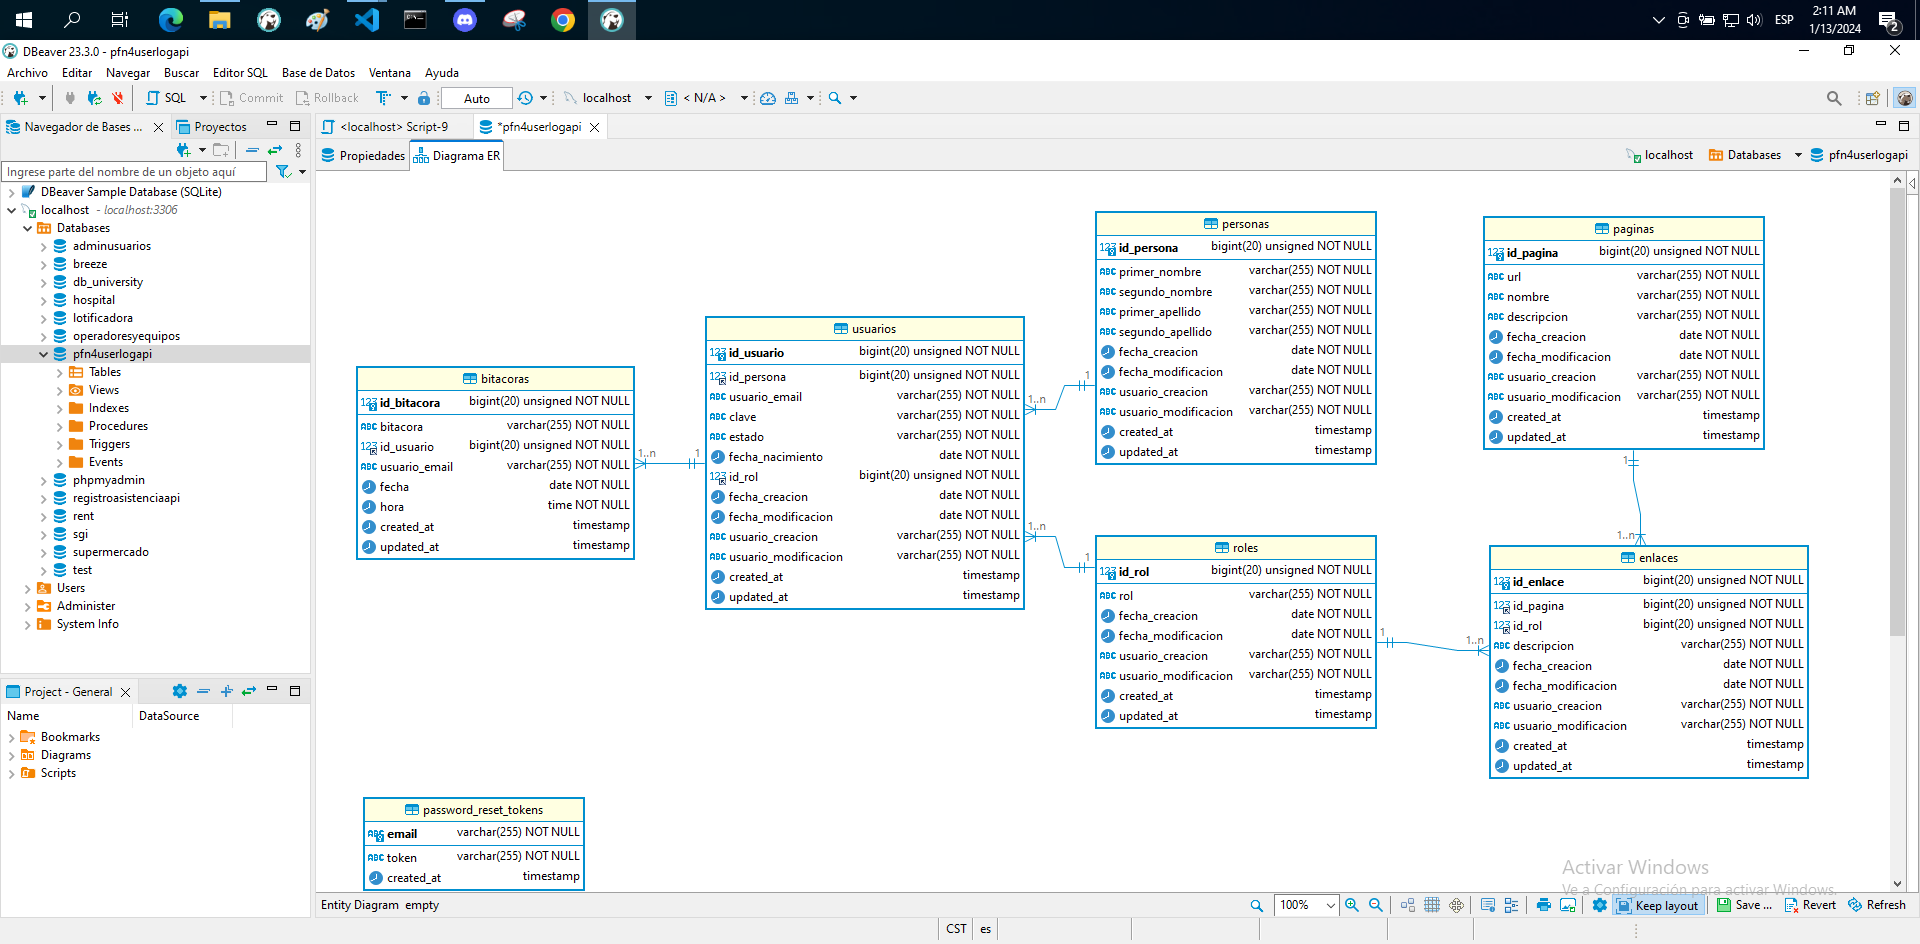 2:11 AM
ESP
1/13/2024
2
DBeaver 23.3.0 - pfn4userlogapi
Archivo Editar Navegar Buscar Editor SQL Base de Datos Ventana Ayuda
SQL Commit Rollback Auto localhost < N/A >
Navegador de Bases ... Proyectos
<localhost> Script-9 *pfn4userlogapi
Propiedades Diagrama ER localhost Databases pfn4userlogapi
Ingrese parte del nombre de un objeto aquí
DBeaver Sample Database (SQLite)
localhost - localhost:3306
Databases
adminusuarios
breeze
db_university
hospital
lotificadora
operadoresyequipos
pfn4userlogapi
Tables
Views
Indexes
Procedures
Triggers
Events
phpmyadmin
registroasistenciaapi
rent
sgi
supermercado
test
Users
Administer
System Info
Project - General
Name DataSource
Bookmarks
Diagrams
Scripts
bitacoras
id_bitacora bigint(20) unsigned NOT NULL
bitacora varchar(255) NOT NULL
id_usuario bigint(20) unsigned NOT NULL
usuario_email varchar(255) NOT NULL
fecha date NOT NULL
hora time NOT NULL
created_at timestamp
updated_at timestamp
1..n 1
usuarios
id_usuario bigint(20) unsigned NOT NULL
id_persona bigint(20) unsigned NOT NULL
usuario_email varchar(255) NOT NULL
clave varchar(255) NOT NULL
estado varchar(255) NOT NULL
fecha_nacimiento date NOT NULL
id_rol bigint(20) unsigned NOT NULL
fecha_creacion date NOT NULL
fecha_modificacion date NOT NULL
usuario_creacion varchar(255) NOT NULL
usuario_modificacion varchar(255) NOT NULL
created_at timestamp
updated_at timestamp
1..n 1
1..n 1
personas
id_persona bigint(20) unsigned NOT NULL
primer_nombre varchar(255) NOT NULL
segundo_nombre varchar(255) NOT NULL
primer_apellido varchar(255) NOT NULL
segundo_apellido varchar(255) NOT NULL
fecha_creacion date NOT NULL
fecha_modificacion date NOT NULL
usuario_creacion varchar(255) NOT NULL
usuario_modificacion varchar(255) NOT NULL
created_at timestamp
updated_at timestamp
roles
id_rol bigint(20) unsigned NOT NULL
rol varchar(255) NOT NULL
fecha_creacion date NOT NULL
fecha_modificacion date NOT NULL
usuario_creacion varchar(255) NOT NULL
usuario_modificacion varchar(255) NOT NULL
created_at timestamp
updated_at timestamp
1 1..n
paginas
id_pagina bigint(20) unsigned NOT NULL
url varchar(255) NOT NULL
nombre varchar(255) NOT NULL
descripcion varchar(255) NOT NULL
fecha_creacion date NOT NULL
fecha_modificacion date NOT NULL
usuario_creacion varchar(255) NOT NULL
usuario_modificacion varchar(255) NOT NULL
created_at timestamp
updated_at timestamp
1
1..n
enlaces
id_enlace bigint(20) unsigned NOT NULL
id_pagina bigint(20) unsigned NOT NULL
id_rol bigint(20) unsigned NOT NULL
descripcion varchar(255) NOT NULL
fecha_creacion date NOT NULL
fecha_modificacion date NOT NULL
usuario_creacion varchar(255) NOT NULL
usuario_modificacion varchar(255) NOT NULL
created_at timestamp
updated_at timestamp
password_reset_tokens
email varchar(255) NOT NULL
token varchar(255) NOT NULL
created_at timestamp
Activar Windows
Ve a Configuración para activar Windows.
Entity Diagram empty 100% Keep layout Save ... Revert Refresh
CST es